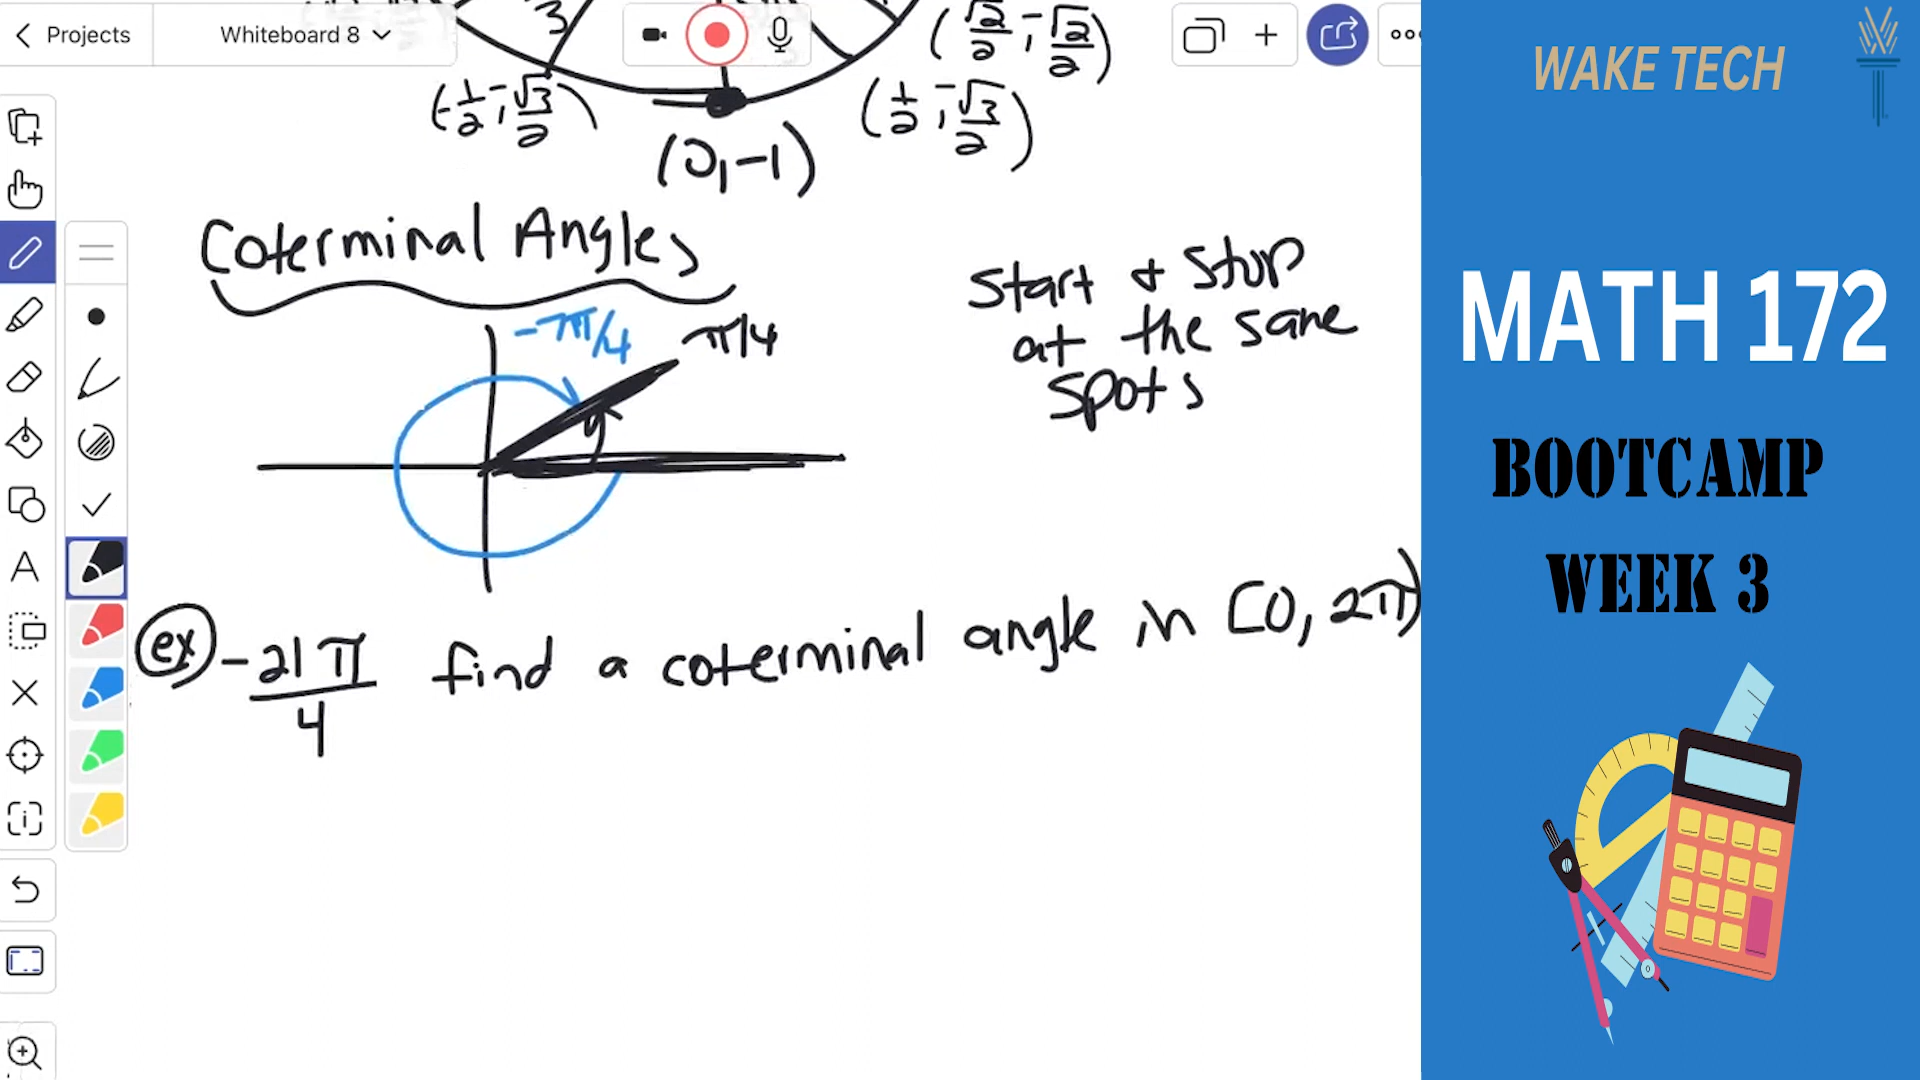 Projects
Whiteboard 8
3
(√2/2, -√2/2)
(-1/2, -√3/2)
(1/2, -√3/2)
(0, -1)
Coterminal Angles
-7π/4
π/4
Start & Stop
at the same
spots
ex
-21π/4 find a coterminal angle in [0, 2π)
A
WAKE TECH
MATH 172
BOOTCAMP
WEEK 3